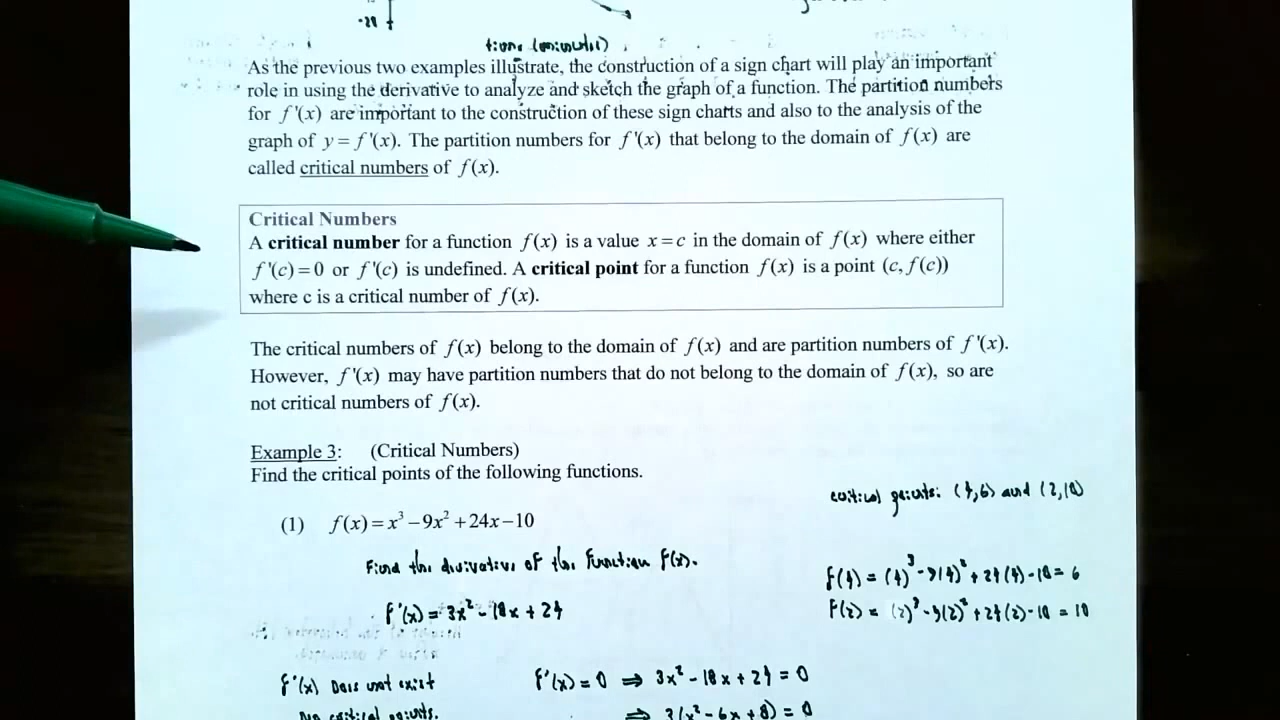 -20
As the previous two examples illustrate, the construction of a sign chart will play an important
role in using the derivative to analyze and sketch the graph of a function. The partition numbers
for f'(x) are important to the construction of these sign charts and also to the analysis of the
graph of y = f'(x). The partition numbers for f'(x) that belong to the domain of f(x) are
called critical numbers of f(x).
Critical Numbers
A critical number for a function f(x) is a value x = c in the domain of f(x) where either
f'(c) = 0 or f'(c) is undefined. A critical point for a function f(x) is a point (c, f(c))
where c is a critical number of f(x).
The critical numbers of f(x) belong to the domain of f(x) and are partition numbers of f'(x).
However, f'(x) may have partition numbers that do not belong to the domain of f(x), so are
not critical numbers of f(x).
Example 3: (Critical Numbers)
Find the critical points of the following functions.
critical points: (4,6) and (2,10)
(1) f(x) = x³ − 9x² + 24x − 10
Find the derivative of the function f(x).
f(4) = (4)³ - 9(4)² + 24(4) - 10 = 6
f'(x) = 3x² - 18x + 24
f(2) = (2)³ - 9(2)² + 24(2) - 10 = 10
f'(x) Does not exist
f'(x) = 0 ⇒ 3x² - 18x + 24 = 0
No critical points.
⇒ 3(x² - 6x + 8) = 0